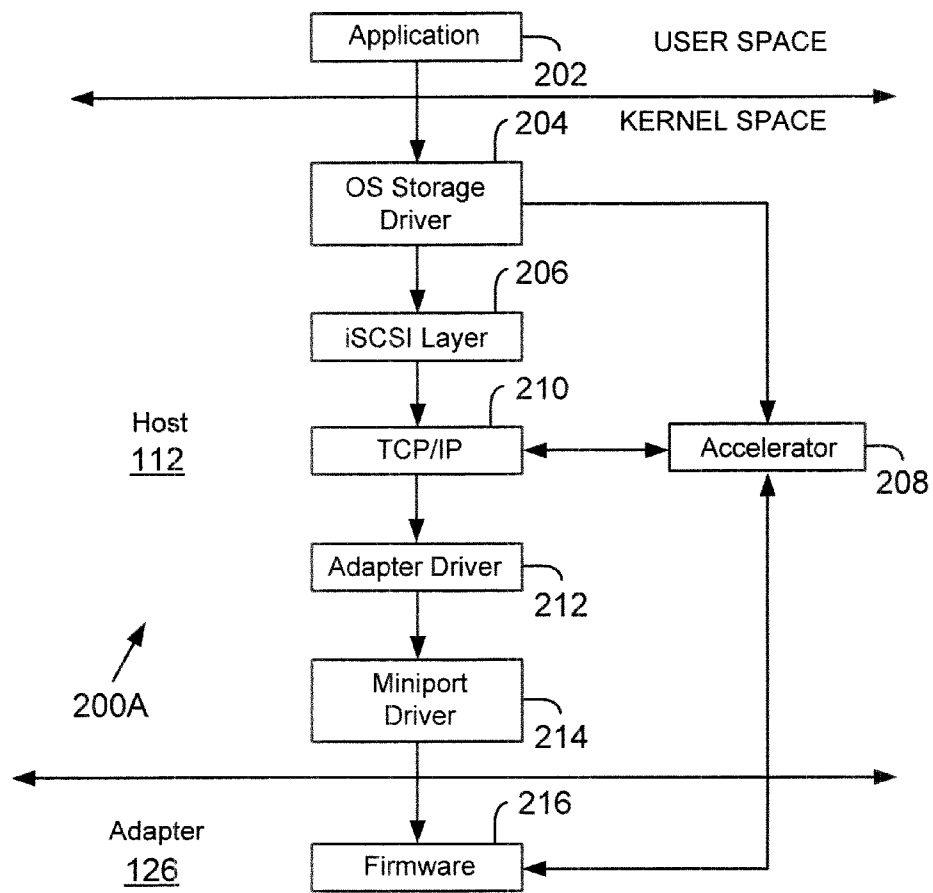 Application
USER SPACE
202
KERNEL SPACE
204
OS Storage
Driver
206
iSCSI Layer
210
Host
112
TCP/IP
Accelerator
208
Adapter Driver
212
200A
Miniport
Driver
214
216
Adapter
126
Firmware